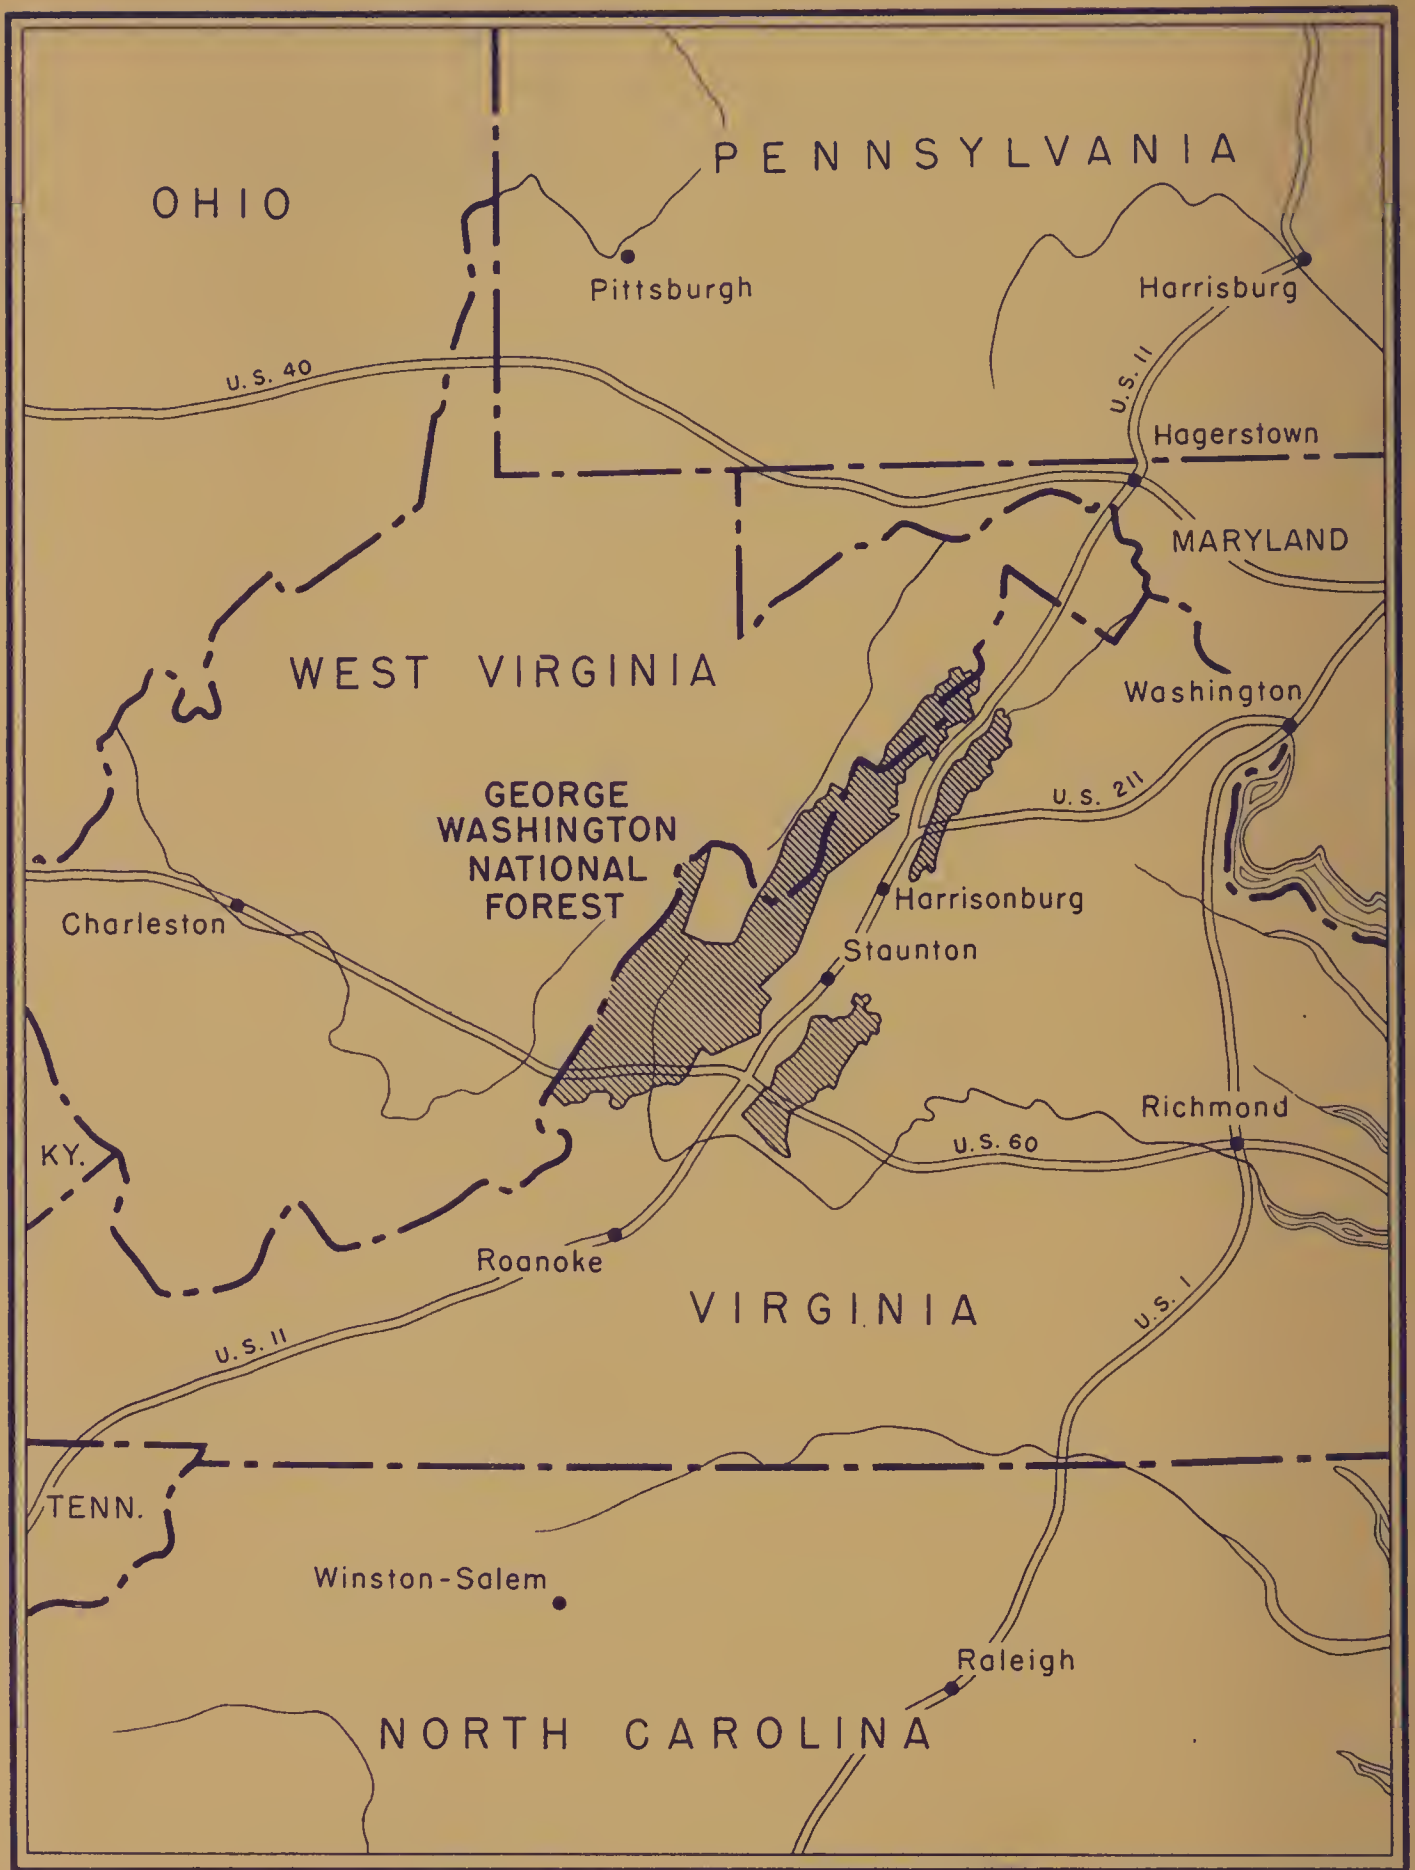 PENNSYLVANIA
OHIO
Pittsburgh
Harrisburg
U.S. 40
U.S. 11
Hagerstown
MARYLAND
WEST VIRGINIA
Washington
GEORGE
WASHINGTON
NATIONAL
FOREST
U.S. 211
Charleston
Harrisonburg
Staunton
Richmond
KY.
U.S. 60
Roanoke
VIRGINIA
U.S. 11
U.S. 1
TENN.
Winston-Salem
Raleigh
NORTH CAROLINA